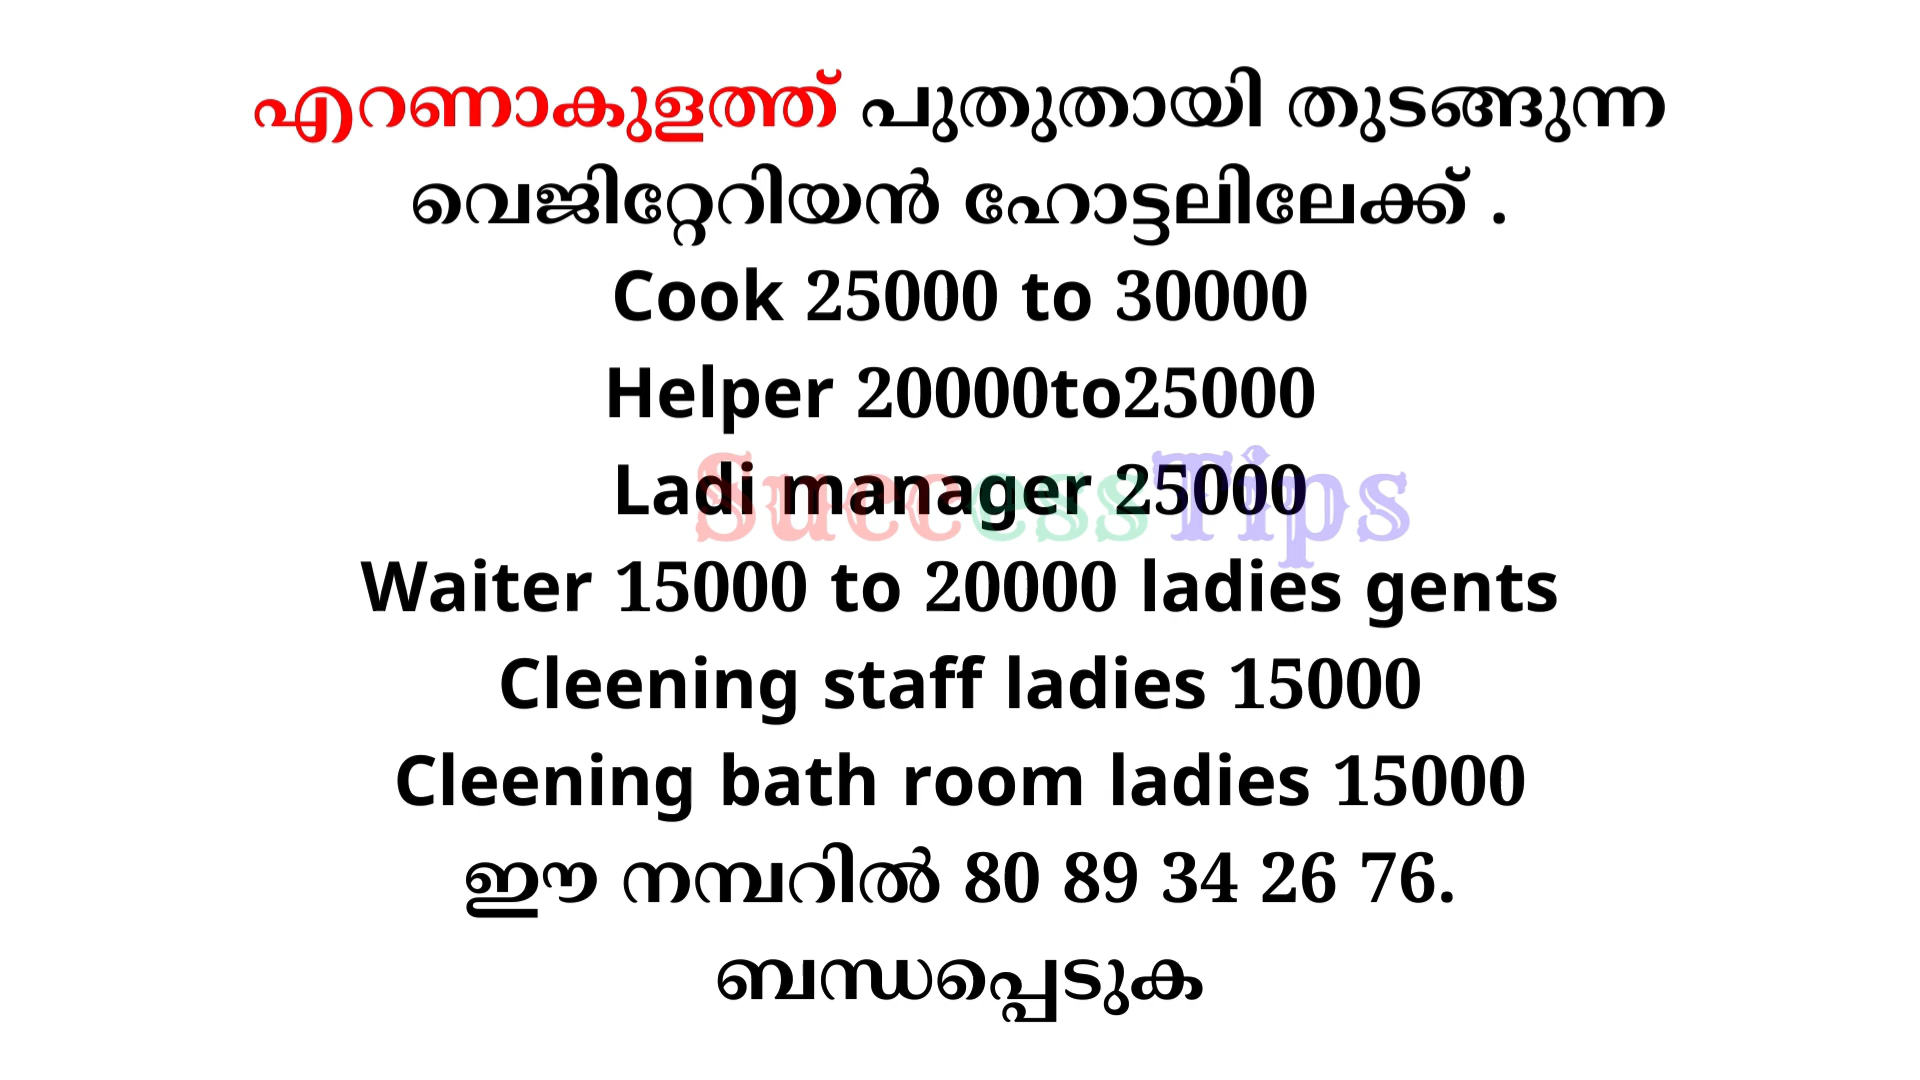 എറണാകുളത്ത് പുതുതായി തുടങ്ങുന്ന
വെജിറ്റേറിയൻ ഹോട്ടലിലേക്ക് .
Cook 25000 to 30000
Helper 20000to25000
Ladi manager 25000
SuccessTips
Waiter 15000 to 20000 ladies gents
Cleening staff ladies 15000
Cleening bath room ladies 15000
ഈ നമ്പറിൽ 80 89 34 26 76.
ബന്ധപ്പെടുക